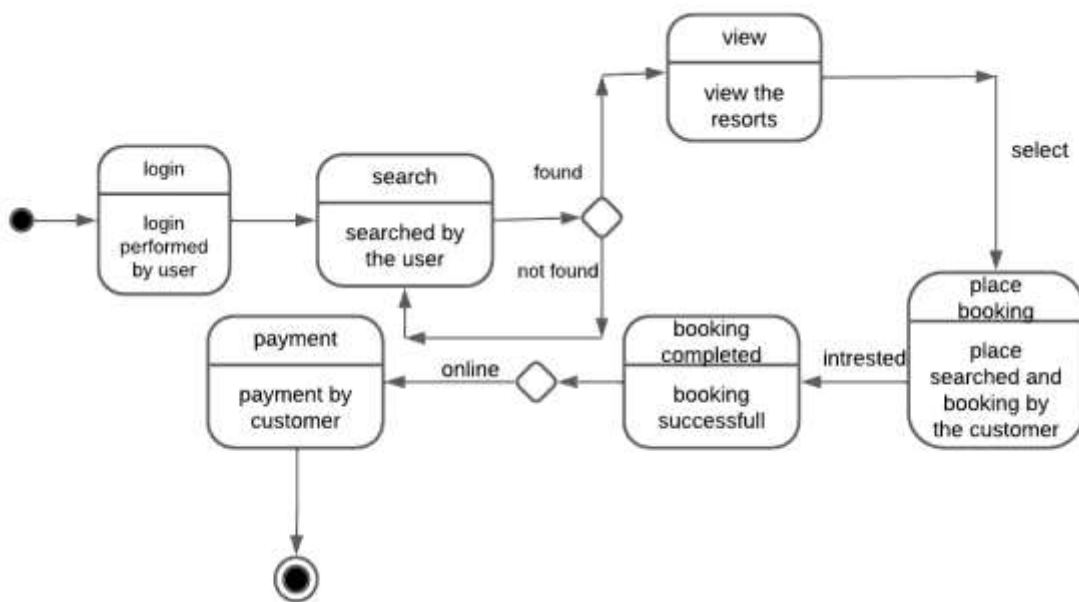 view
view the
resorts
select
login
login
performed
by user
search
searched by
the user
found
not found
place
booking
place
searched and
booking by
the customer
intrested
booking
completed
booking
successfull
online
payment
payment by
customer